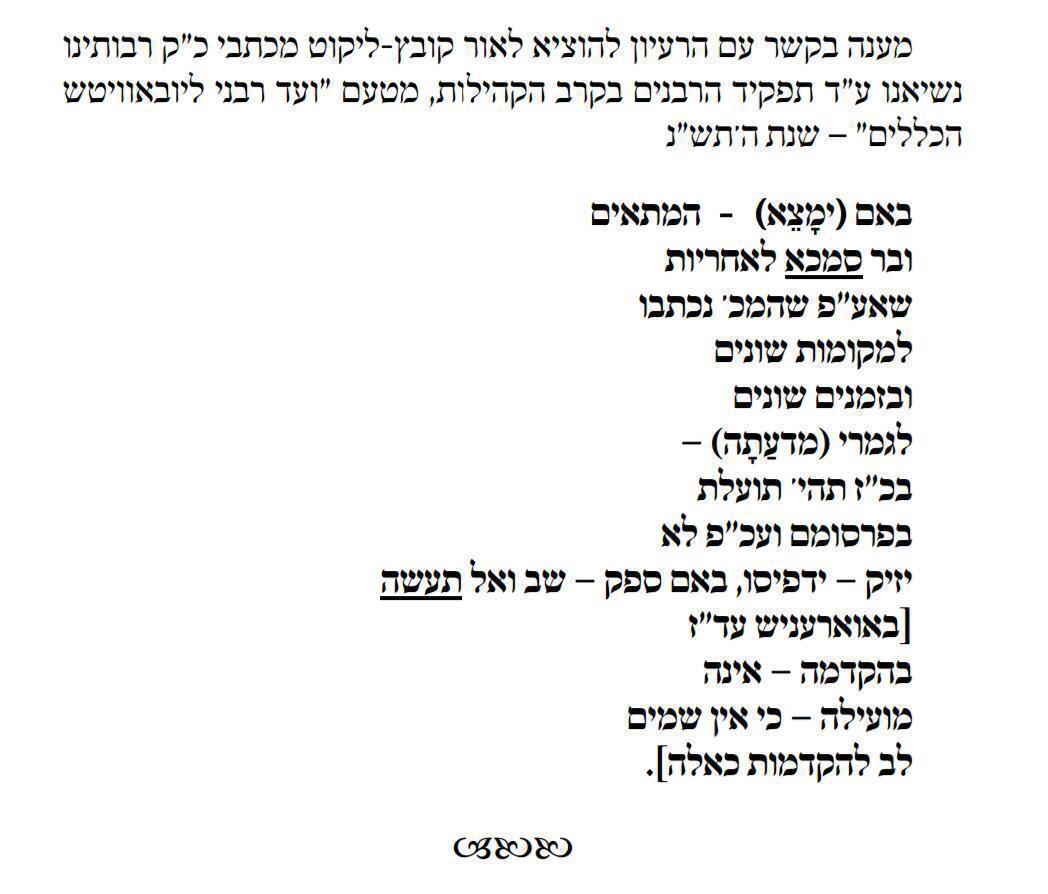 מענה בקשר עם הרעיון להוציא לאור קובץ-ליקוט מכתבי כ"ק רבותינו
נשיאנו ע"ד תפקיד הרבנים בקרב הקהילות, מטעם "ועד רבני ליובאוויטש
הכללים" – שנת ה'תש"נ
באם (ימָצֵא) - המתאים
ובר סמכא לאחריות
שאע"פ שהמכ' נכתבו
למקומות שונים
ובזמנים שונים
לגמרי (מדעַתָה) –
בכ"ז תהי' תועלת
בפרסומם ועכ"פ לא
יזיק – ידפיסו, באם ספק – שב ואל תעשה
[באווארעניש עד"ז
בהקדמה – אינה
מועילה – כי אין שמים
לב להקדמות כאלה].